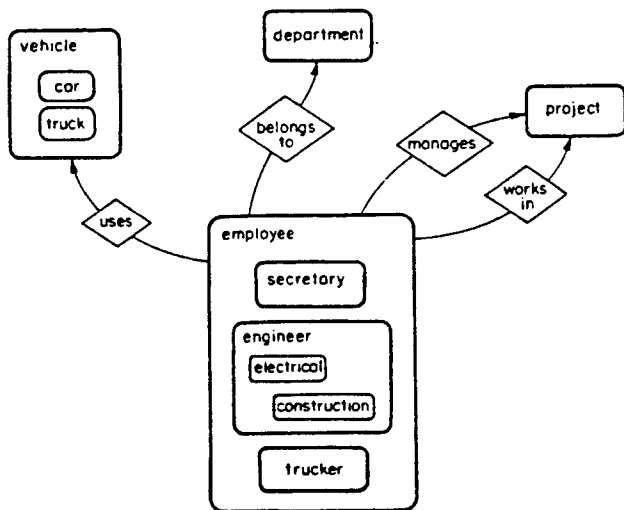 vehicle
car
truck
department
belongs
to
manages
project
works
in
uses
employee
secretary
engineer
electrical
construction
trucker